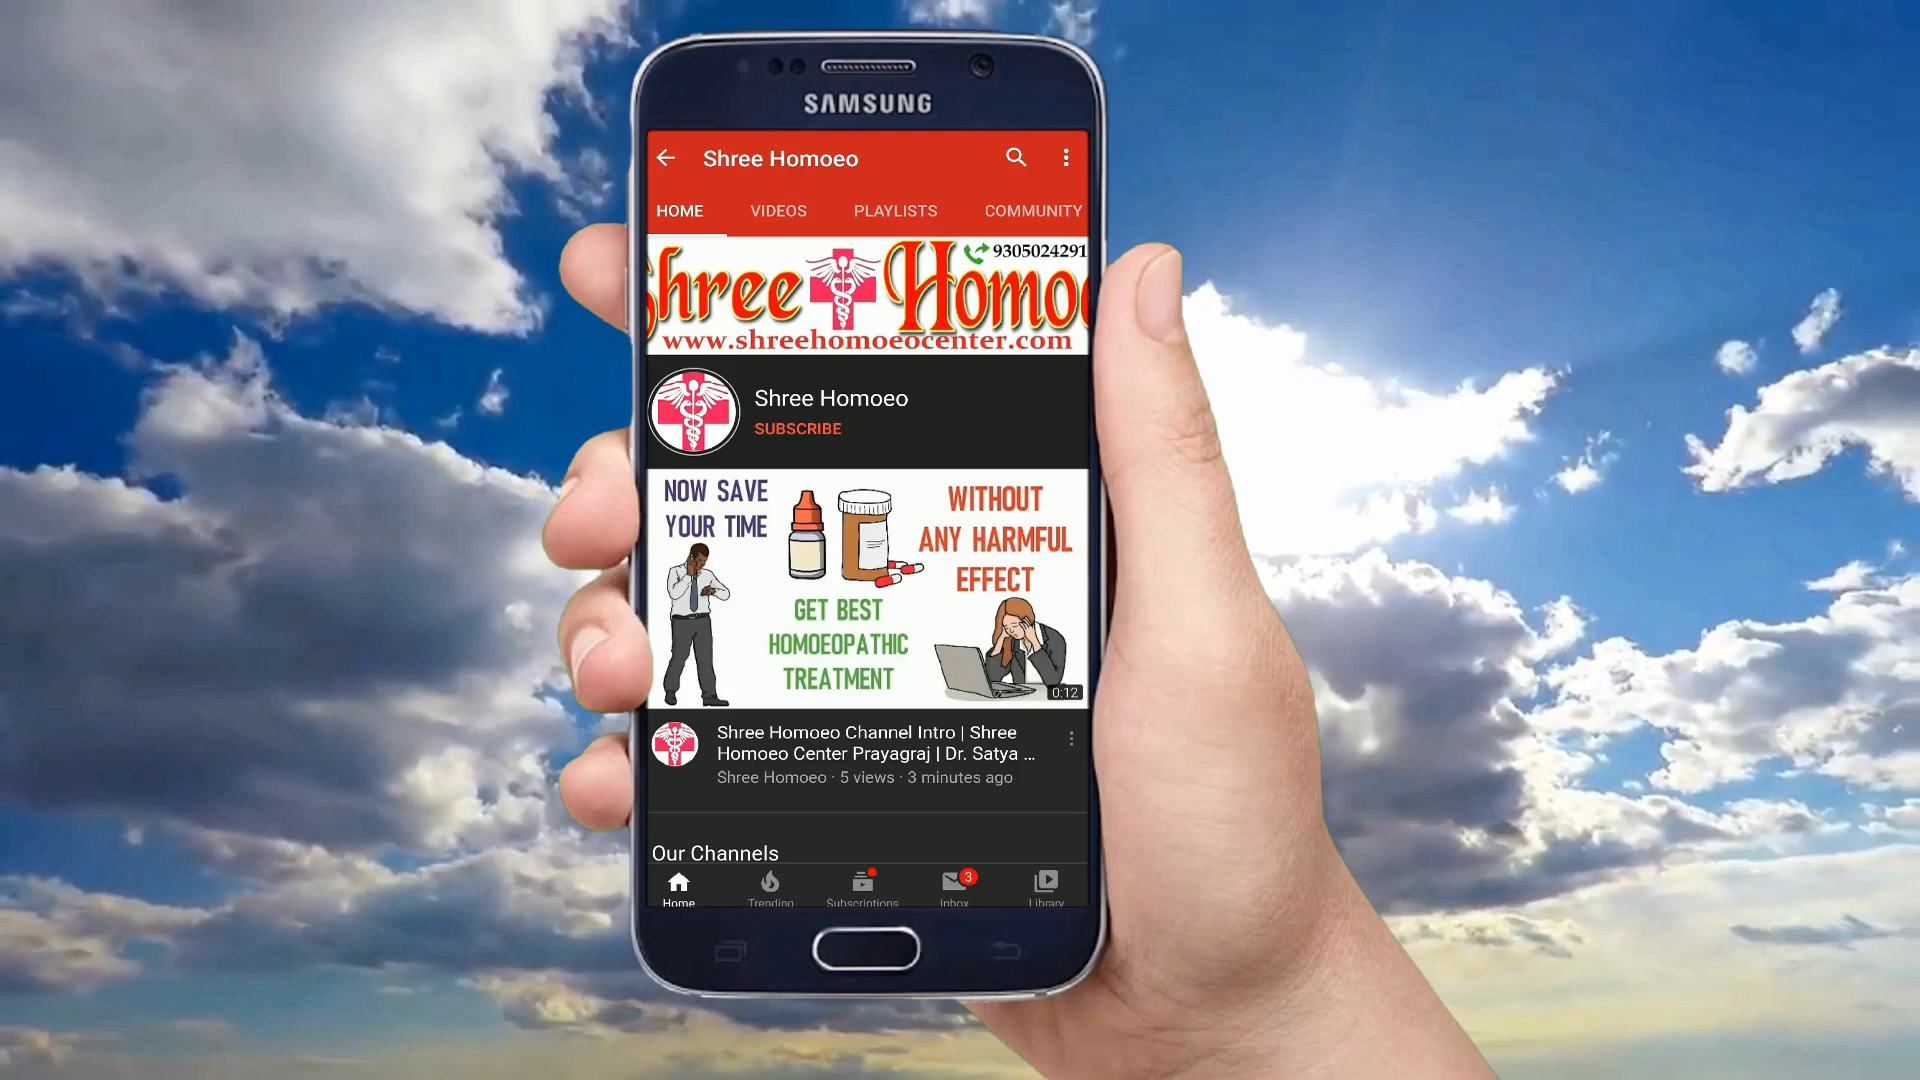 SAMSUNG
Shree Homoeo
HOME VIDEOS PLAYLISTS COMMUNITY
9305024291
Shree Homoe
www.shreehomoeocenter.com
Shree Homoeo
SUBSCRIBE
NOW SAVE
YOUR TIME
WITHOUT
ANY HARMFUL
EFFECT
GET BEST
HOMOEOPATHIC
TREATMENT
0:12
Shree Homoeo Channel Intro | Shree
Homoeo Center Prayagraj | Dr. Satya ...
Shree Homoeo · 5 views · 3 minutes ago
Our Channels
3
Home Trending Subscriptions Inbox Library